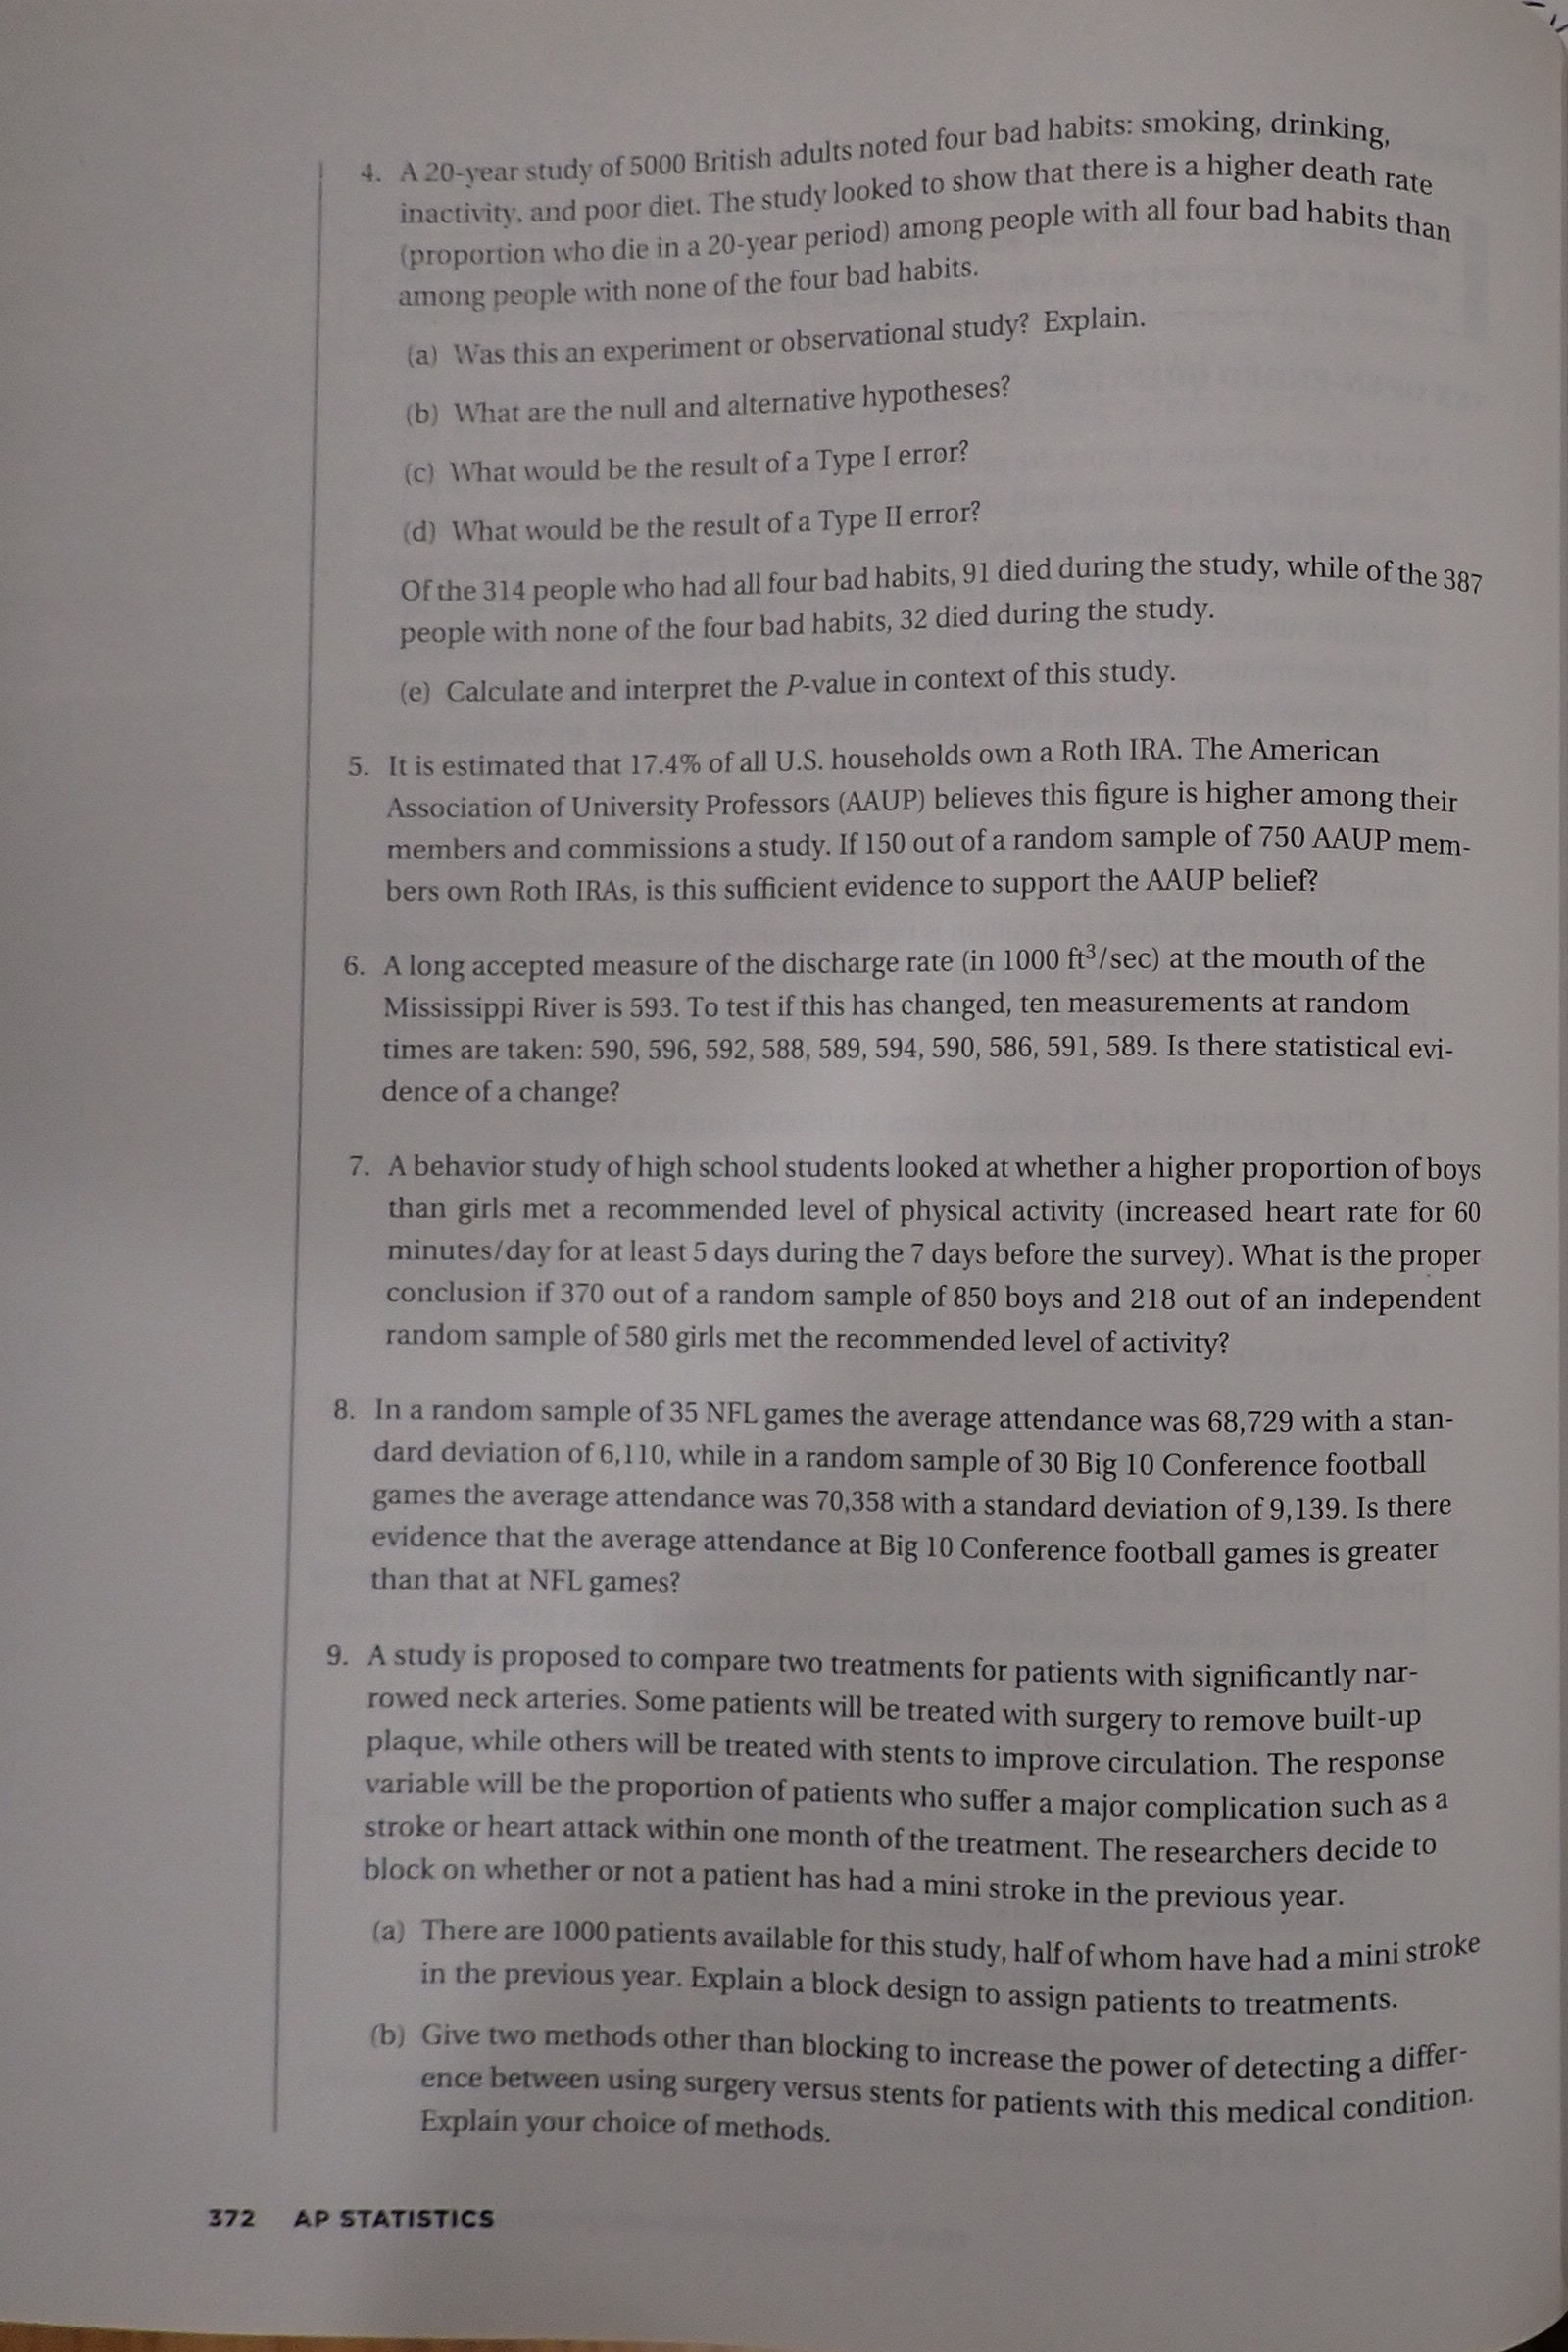 4. A 20-year study of 5000 British adults noted four bad habits: smoking, drinking,
inactivity, and poor diet. The study looked to show that there is a higher death rate
(proportion who die in a 20-year period) among people with all four bad habits than
among people with none of the four bad habits.
(a) Was this an experiment or observational study? Explain.
(b) What are the null and alternative hypotheses?
(c) What would be the result of a Type I error?
(d) What would be the result of a Type II error?
Of the 314 people who had all four bad habits, 91 died during the study, while of the 387
people with none of the four bad habits, 32 died during the study.
(e) Calculate and interpret the P-value in context of this study.
5. It is estimated that 17.4% of all U.S. households own a Roth IRA. The American
Association of University Professors (AAUP) believes this figure is higher among their
members and commissions a study. If 150 out of a random sample of 750 AAUP mem-
bers own Roth IRAs, is this sufficient evidence to support the AAUP belief?
6. A long accepted measure of the discharge rate (in 1000 ft³/sec) at the mouth of the
Mississippi River is 593. To test if this has changed, ten measurements at random
times are taken: 590, 596, 592, 588, 589, 594, 590, 586, 591, 589. Is there statistical evi-
dence of a change?
7. A behavior study of high school students looked at whether a higher proportion of boys
than girls met a recommended level of physical activity (increased heart rate for 60
minutes/day for at least 5 days during the 7 days before the survey). What is the proper
conclusion if 370 out of a random sample of 850 boys and 218 out of an independent
random sample of 580 girls met the recommended level of activity?
8. In a random sample of 35 NFL games the average attendance was 68,729 with a stan-
dard deviation of 6,110, while in a random sample of 30 Big 10 Conference football
games the average attendance was 70,358 with a standard deviation of 9,139. Is there
evidence that the average attendance at Big 10 Conference football games is greater
than that at NFL games?
9. A study is proposed to compare two treatments for patients with significantly nar-
rowed neck arteries. Some patients will be treated with surgery to remove built-up
plaque, while others will be treated with stents to improve circulation. The response
variable will be the proportion of patients who suffer a major complication such as a
stroke or heart attack within one month of the treatment. The researchers decide to
block on whether or not a patient has had a mini stroke in the previous year.
(a) There are 1000 patients available for this study, half of whom have had a mini stroke
in the previous year. Explain a block design to assign patients to treatments.
(b) Give two methods other than blocking to increase the power of detecting a differ-
ence between using surgery versus stents for patients with this medical condition.
Explain your choice of methods.
372 AP STATISTICS